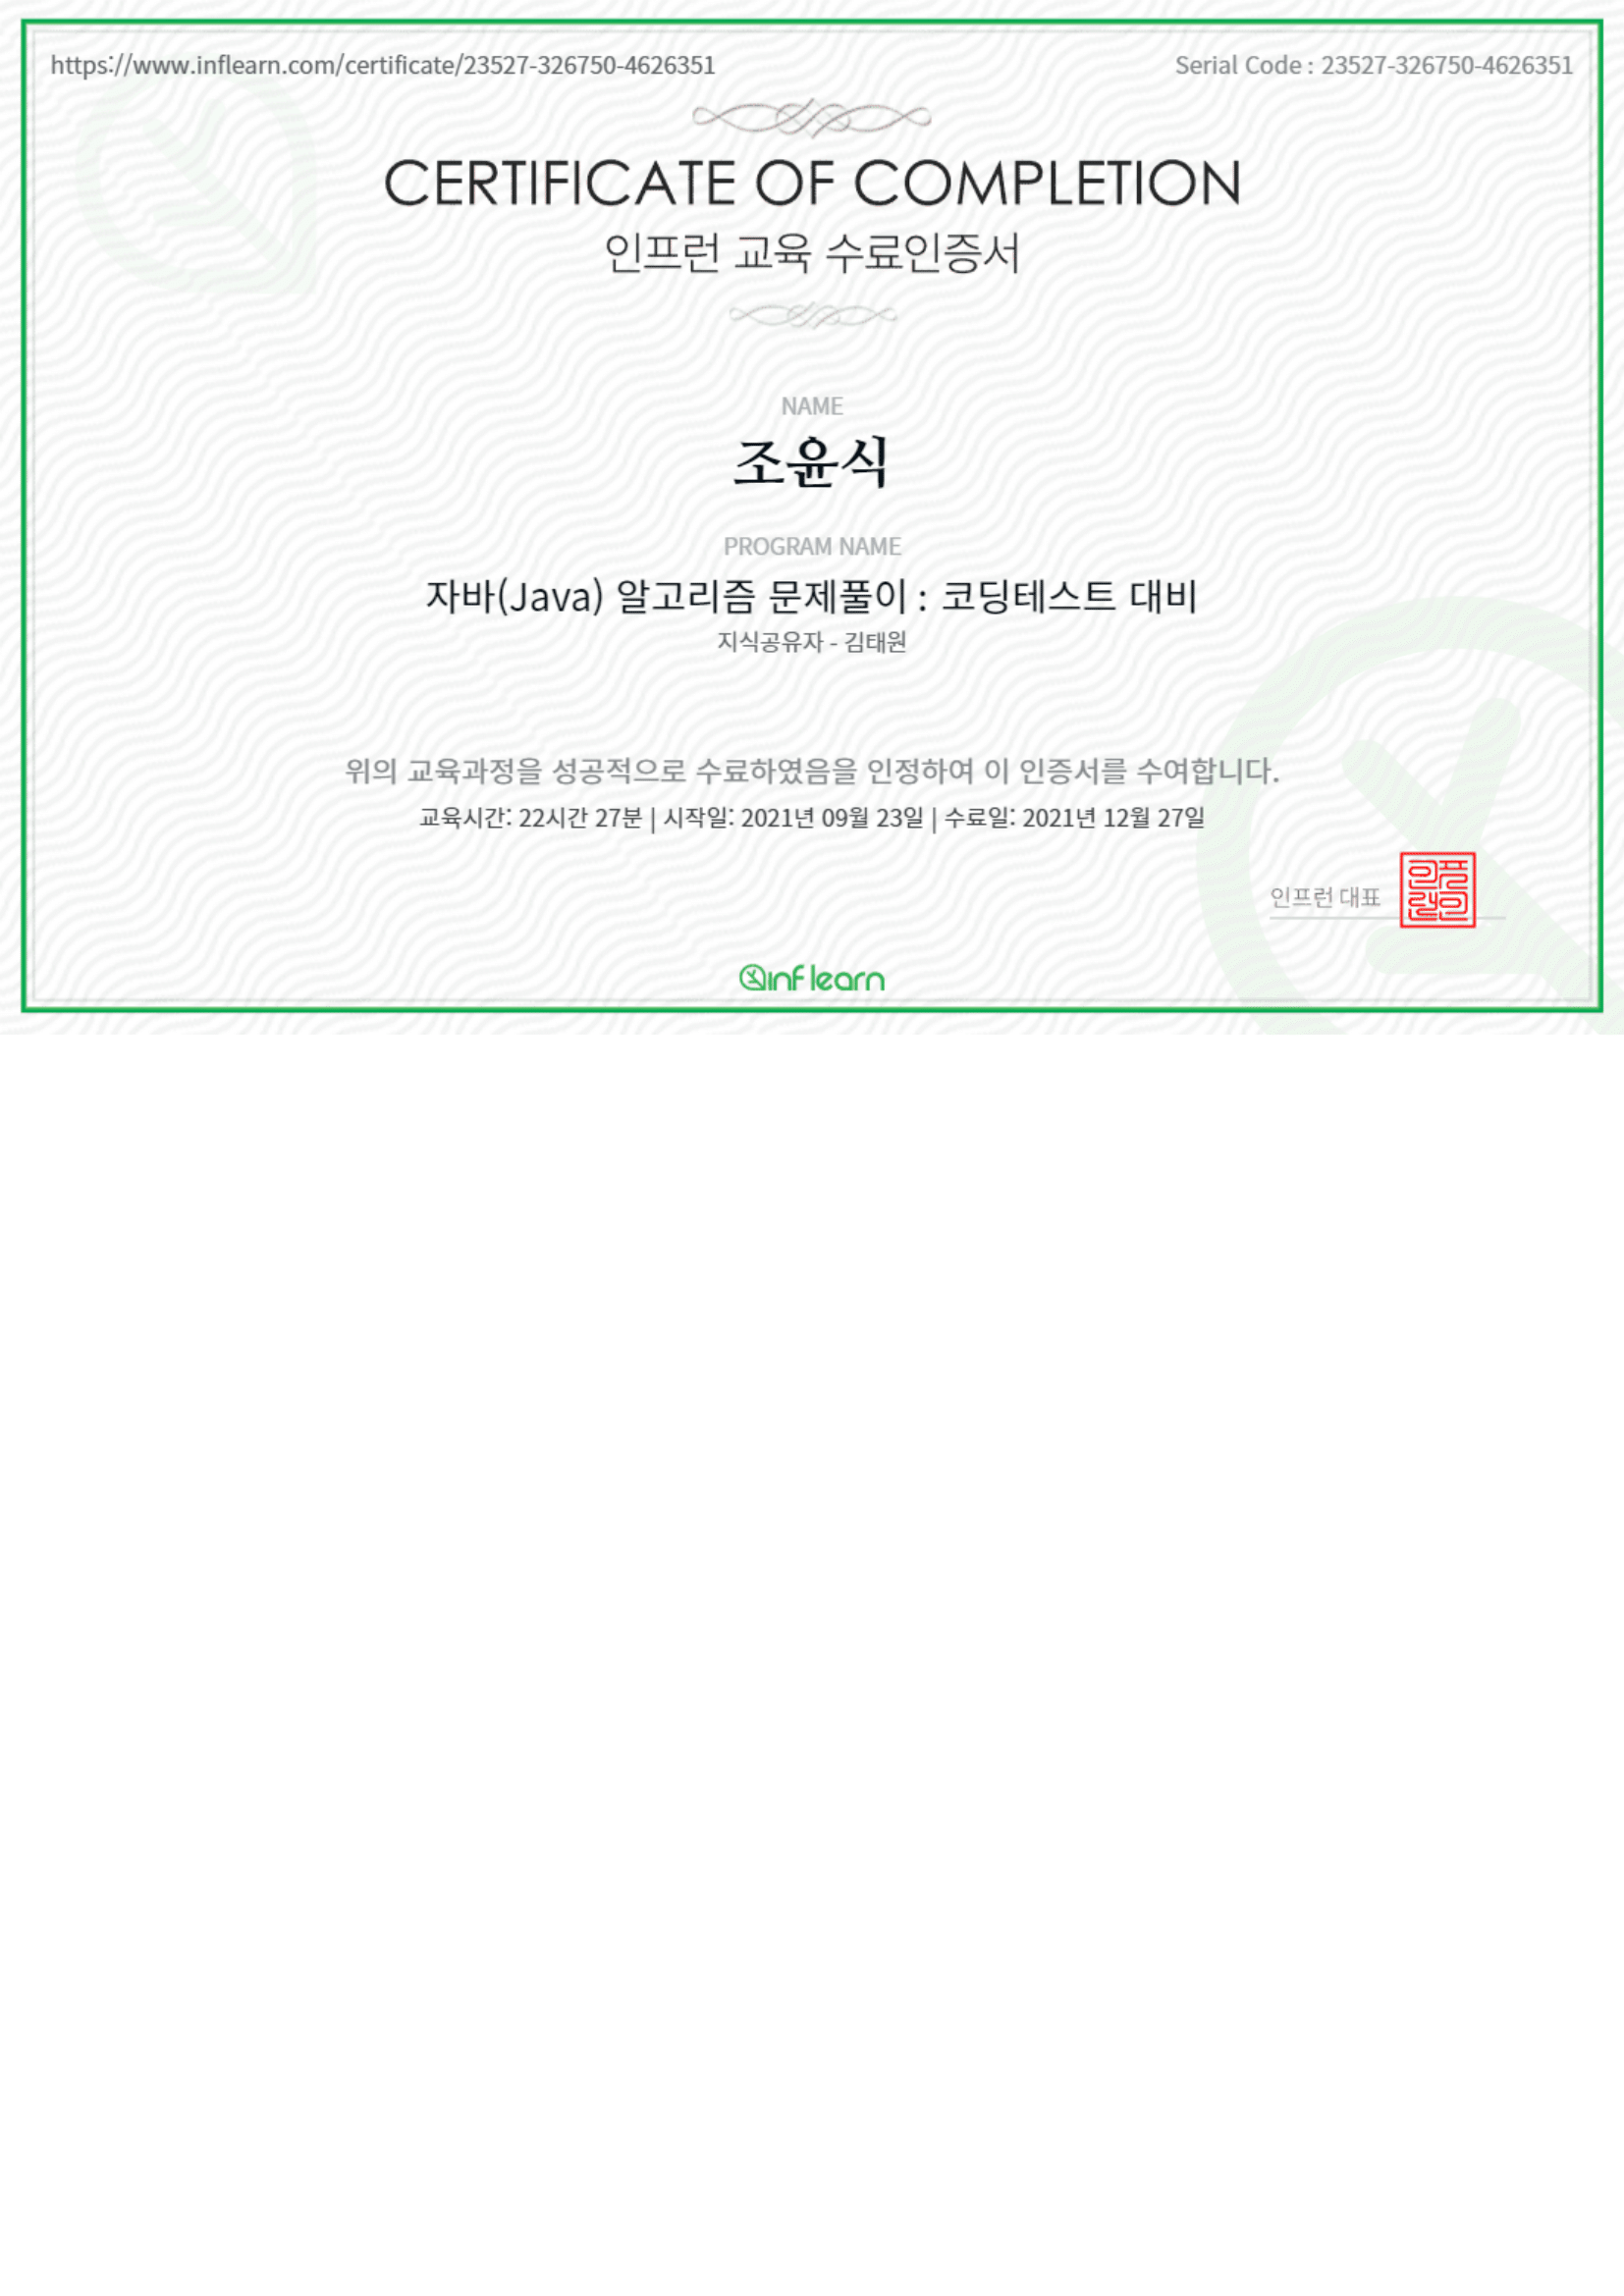 https://www.inflearn.com/certificate/23527-326750-4626351
Serial Code : 23527-326750-4626351
CERTIFICATE OF COMPLETION
인프런 교육 수료인증서
NAME
조윤식
PROGRAM NAME
자바(Java) 알고리즘 문제풀이 : 코딩테스트 대비
지식공유자 - 김태원
위의 교육과정을 성공적으로 수료하였음을 인정하여 이 인증서를 수여합니다.
교육시간: 22시간 27분 | 시작일: 2021년 09월 23일 | 수료일: 2021년 12월 27일
인프런 대표
inflearn